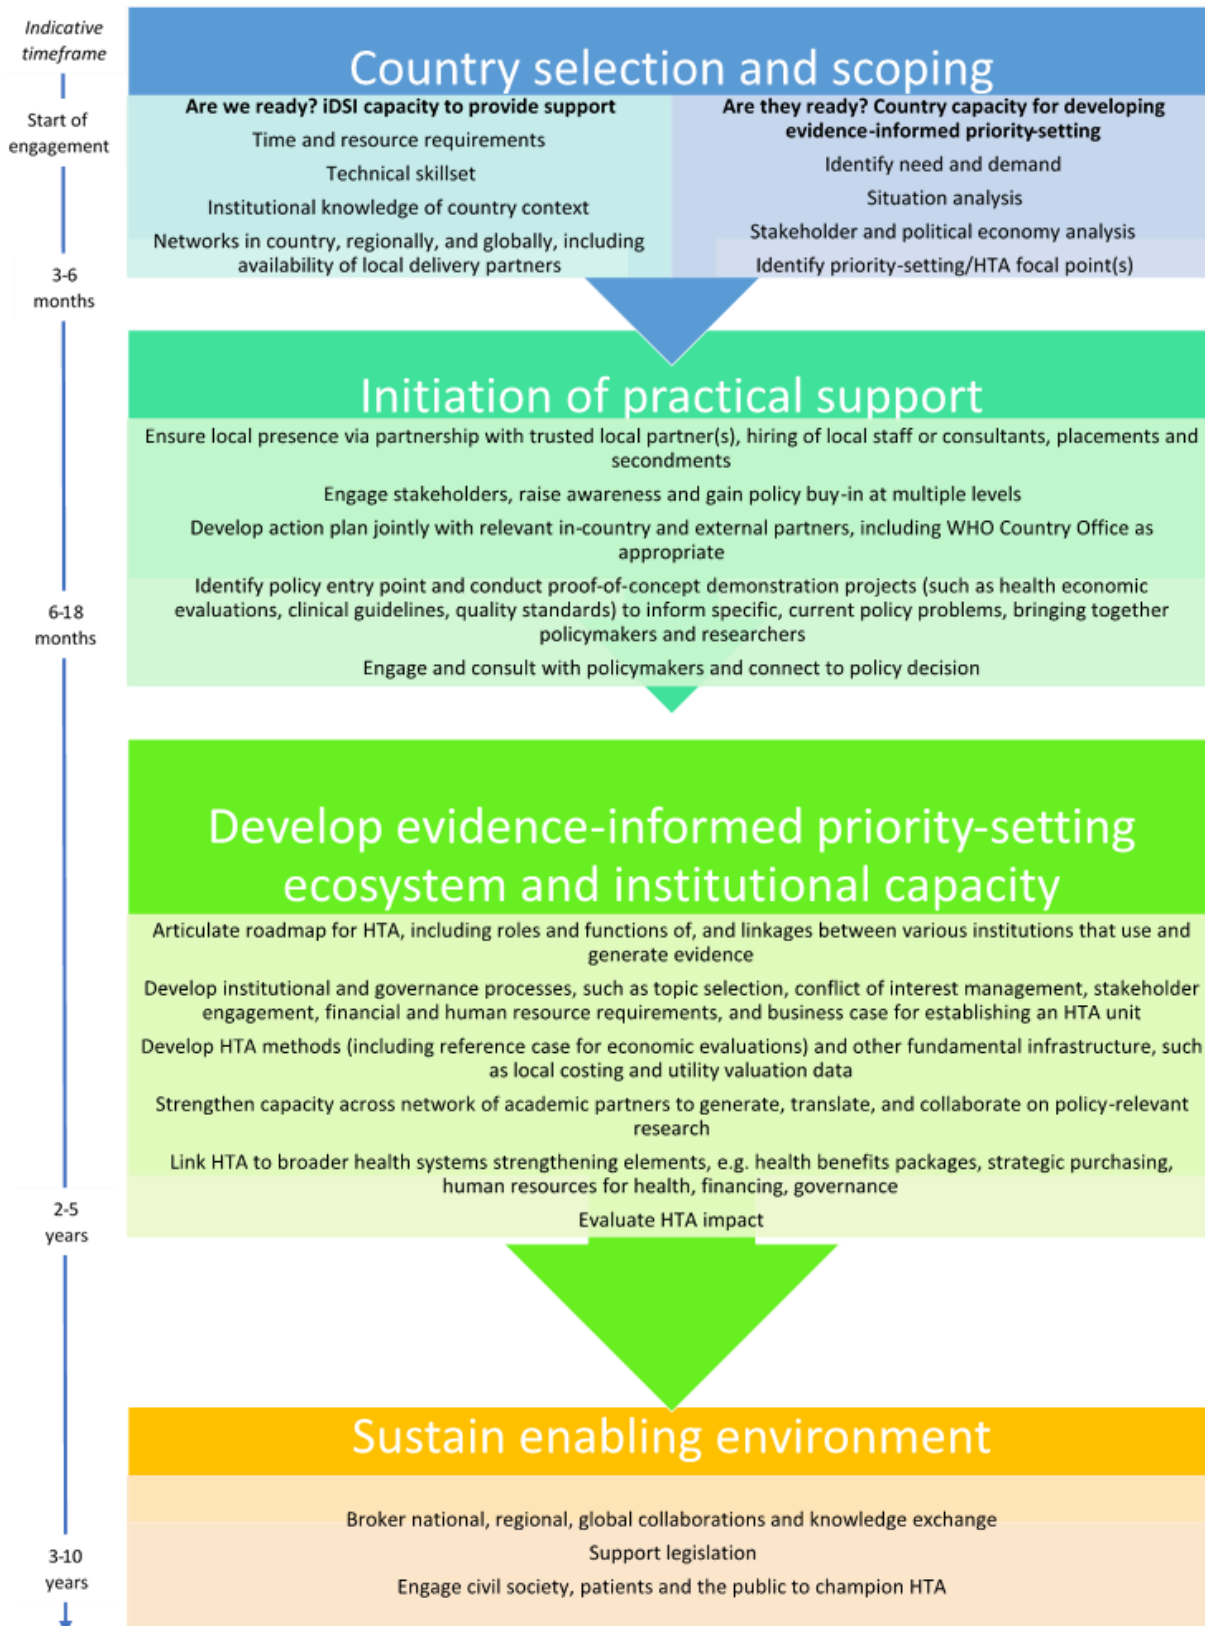 Indicative
timeframe
Start of
engagement
3-6
months
6-18
months
2-5
years
3-10
years
Country selection and scoping
Are we ready? iDSI capacity to provide support
Time and resource requirements
Technical skillset
Institutional knowledge of country context
Networks in country, regionally, and globally, including
availability of local delivery partners
Are they ready? Country capacity for developing
evidence-informed priority-setting
Identify need and demand
Situation analysis
Stakeholder and political economy analysis
Identify priority-setting/HTA focal point(s)
Initiation of practical support
Ensure local presence via partnership with trusted local partner(s), hiring of local staff or consultants, placements and
secondments
Engage stakeholders, raise awareness and gain policy buy-in at multiple levels
Develop action plan jointly with relevant in-country and external partners, including WHO Country Office as
appropriate
Identify policy entry point and conduct proof-of-concept demonstration projects (such as health economic
evaluations, clinical guidelines, quality standards) to inform specific, current policy problems, bringing together
policymakers and researchers
Engage and consult with policymakers and connect to policy decision
Develop evidence-informed priority-setting
ecosystem and institutional capacity
Articulate roadmap for HTA, including roles and functions of, and linkages between various institutions that use and
generate evidence
Develop institutional and governance processes, such as topic selection, conflict of interest management, stakeholder
engagement, financial and human resource requirements, and business case for establishing an HTA unit
Develop HTA methods (including reference case for economic evaluations) and other fundamental infrastructure, such
as local costing and utility valuation data
Strengthen capacity across network of academic partners to generate, translate, and collaborate on policy-relevant
research
Link HTA to broader health systems strengthening elements, e.g. health benefits packages, strategic purchasing,
human resources for health, financing, governance
Evaluate HTA impact
Sustain enabling environment
Broker national, regional, global collaborations and knowledge exchange
Support legislation
Engage civil society, patients and the public to champion HTA